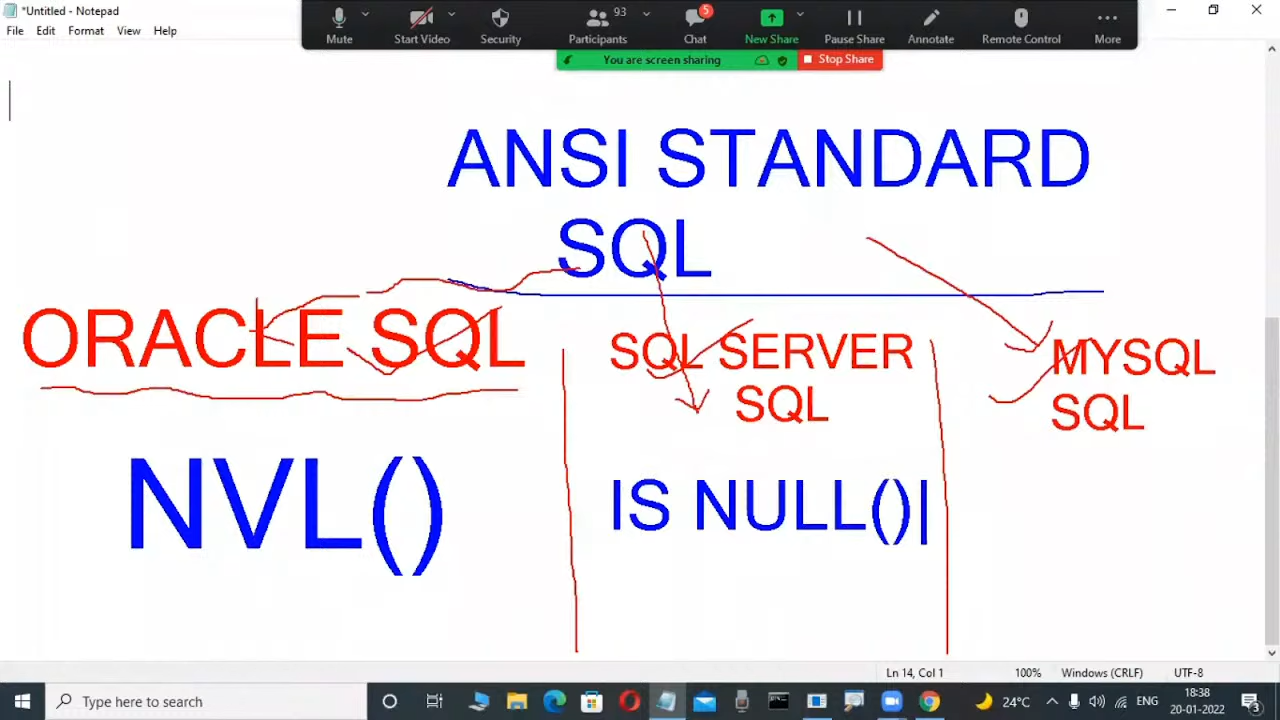 *Untitled - Notepad
File Edit Format View Help
93
5
Mute Start Video Security Participants Chat New Share Pause Share Annotate Remote Control More
You are screen sharing Stop Share
ANSI STANDARD
SQL
ORACLE SQL
SQL SERVER
SQL
MYSQL
SQL
NVL()
IS NULL()|
Ln 14, Col 1 100% Windows (CRLF) UTF-8
Type here to search
24°C ENG
18:38
20-01-2022
3